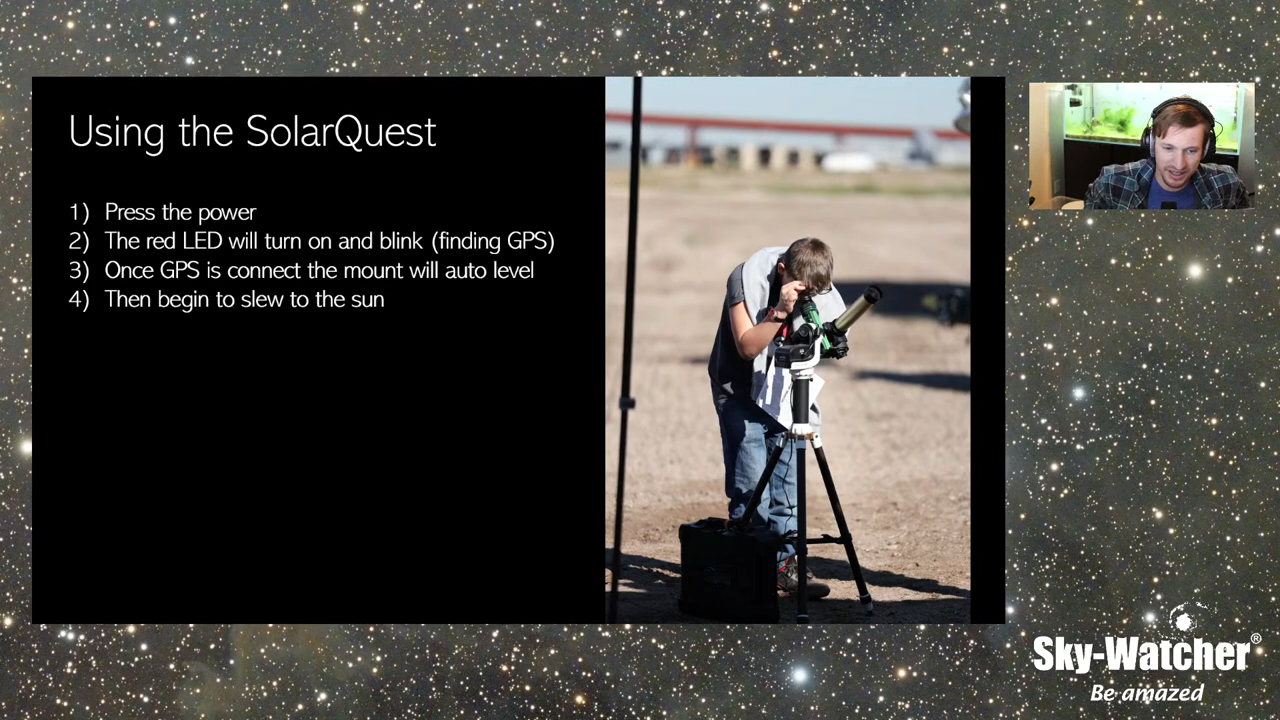 Using the SolarQuest
1) Press the power
2) The red LED will turn on and blink (finding GPS)
3) Once GPS is connect the mount will auto level
4) Then begin to slew to the sun
Sky-Watcher®
Be amazed